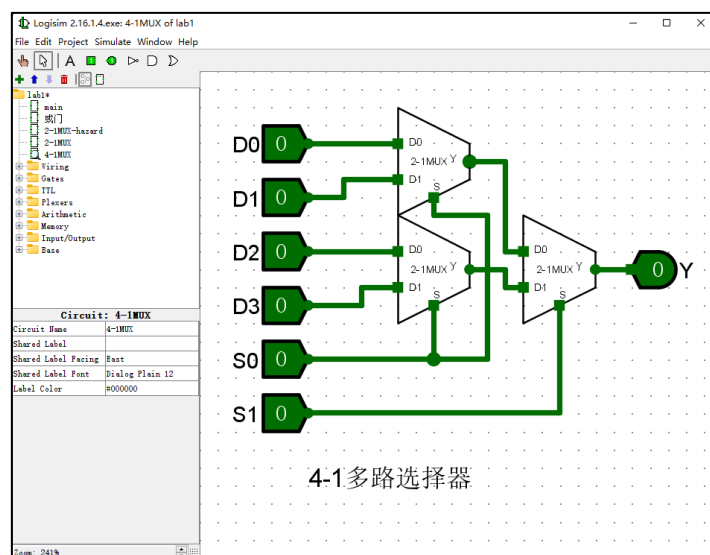 Logisim 2.16.1.4.exe: 4-1MUX of lab1
File Edit Project Simulate Window Help
A
lab1*
main
或门
2-1MUX-hazard
2-1MUX
4-1MUX
Wiring
Gates
TTL
Plexers
Arithmetic
Memory
Input/Output
Base
Circuit: 4-1MUX
Circuit Name 4-1MUX
Shared Label
Shared Label Facing East
Shared Label Font Dialog Plain 12
Label Color #000000
Zoom: 241%
D0 0
D0
2-1MUX Y
D1
S
D1 0
D2 0
D0
2-1MUX Y
D1
S
D3 0
D0
2-1MUX Y
D1
S
0 Y
S0 0
S1 0
4-1多路选择器